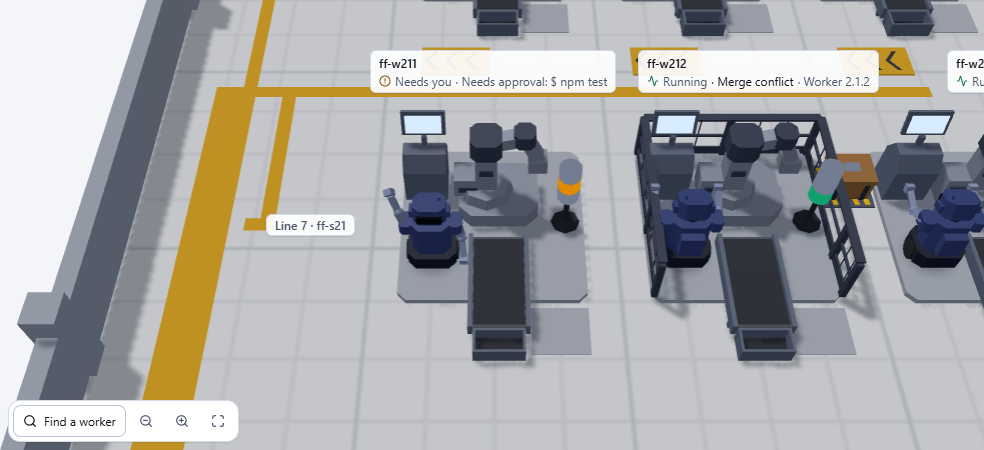 ff-w211
Needs you · Needs approval: $ npm test
ff-w212
Running · Merge conflict · Worker 2.1.2
Line 7 · ff-s21
Find a worker